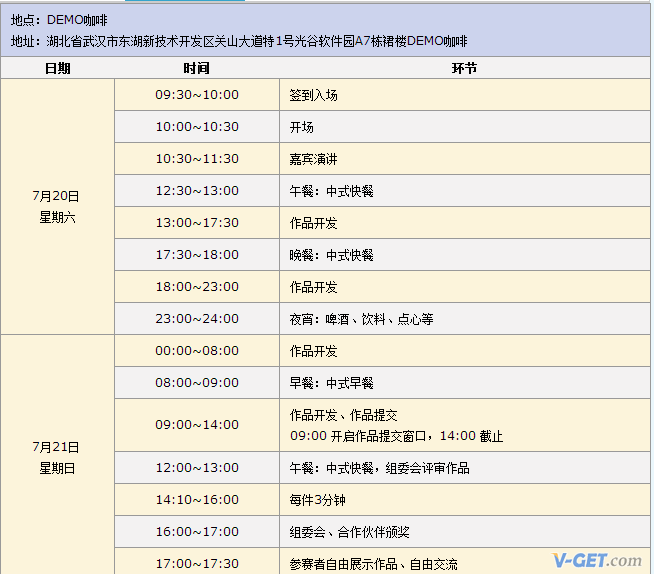 地点：DEMO咖啡
地址：湖北省武汉市东湖新技术开发区关山大道特1号光谷软件园A7栋裙楼DEMO咖啡
日期 时间 环节
7月20日
星期六
09:30~10:00 签到入场
10:00~10:30 开场
10:30~11:30 嘉宾演讲
12:30~13:00 午餐：中式快餐
13:00~17:30 作品开发
17:30~18:00 晚餐：中式快餐
18:00~23:00 作品开发
23:00~24:00 夜宵：啤酒、饮料、点心等
7月21日
星期日
00:00~08:00 作品开发
08:00~09:00 早餐：中式早餐
09:00~14:00 作品开发、作品提交
09:00 开启作品提交窗口，14:00 截止
12:00~13:00 午餐：中式快餐，组委会评审作品
14:10~16:00 每件3分钟
16:00~17:00 组委会、合作伙伴颁奖
17:00~17:30 参赛者自由展示作品、自由交流
V-GET.com